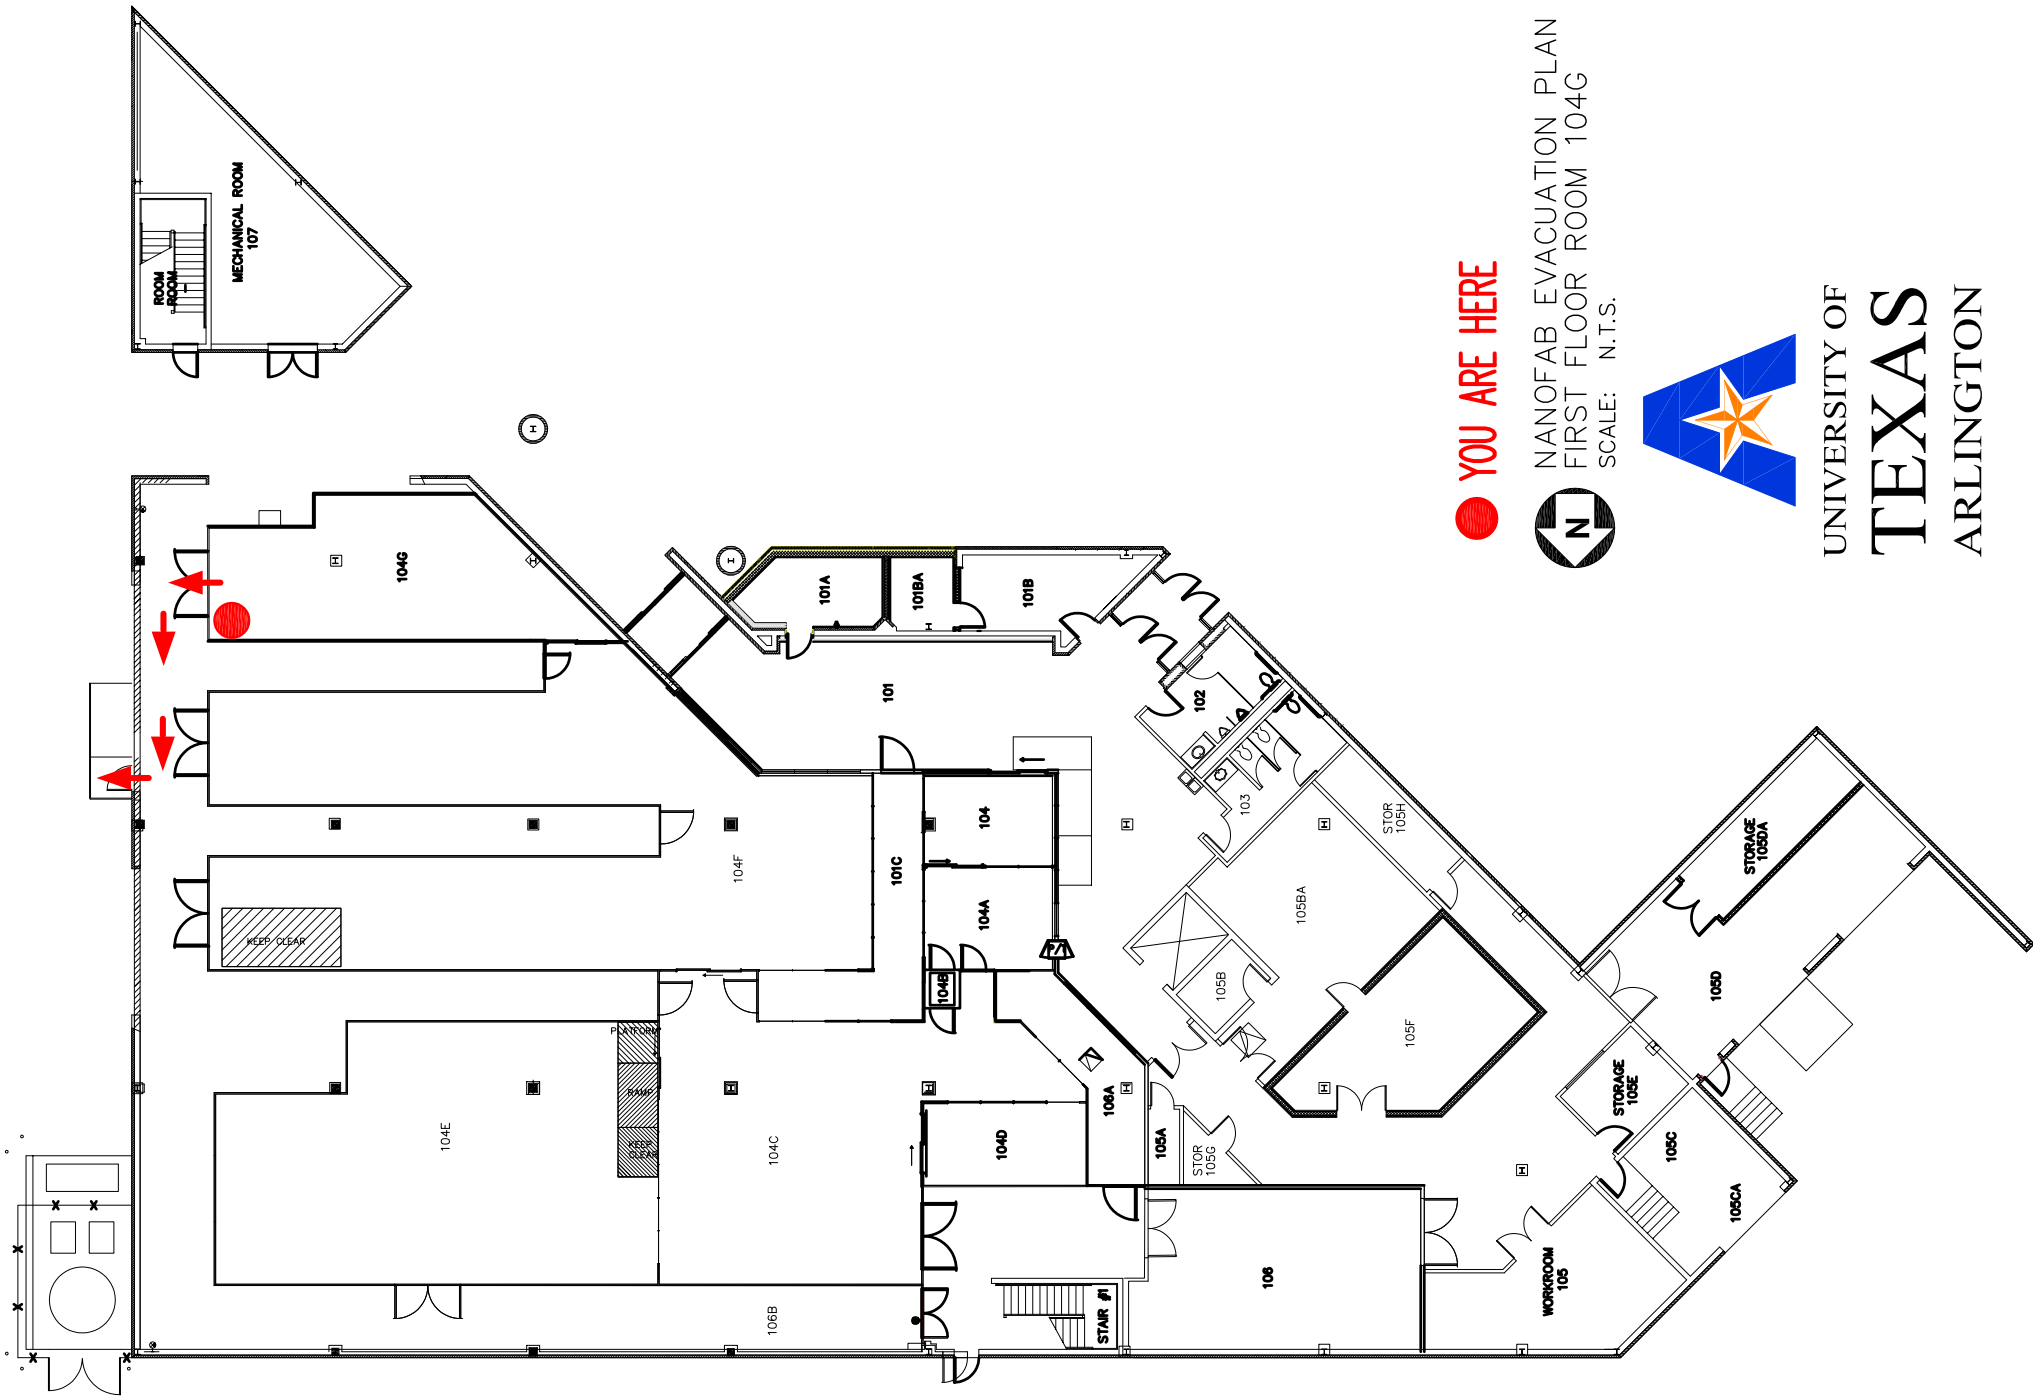 YOU ARE HERE
NANOFAB EVACUATION PLAN
FIRST FLOOR ROOM 104G
SCALE: N.T.S.
N
UNIVERSITY OF
TEXAS
ARLINGTON
MECHANICAL ROOM
107
ROOM
ROOM
I
104G
101A
101BA
101B
101
102
103
STOR
105H
104
104A
101C
104F
KEEP CLEAR
104B
105BA
105B
105F
STORAGE
105DA
105D
STORAGE
105E
105C
105CA
PLATFORM
RAMP
KEEP
CLEAR
104E
104C
104D
106A
105A
STOR
105G
106B
STAIR #1
106
WORKROOM
105